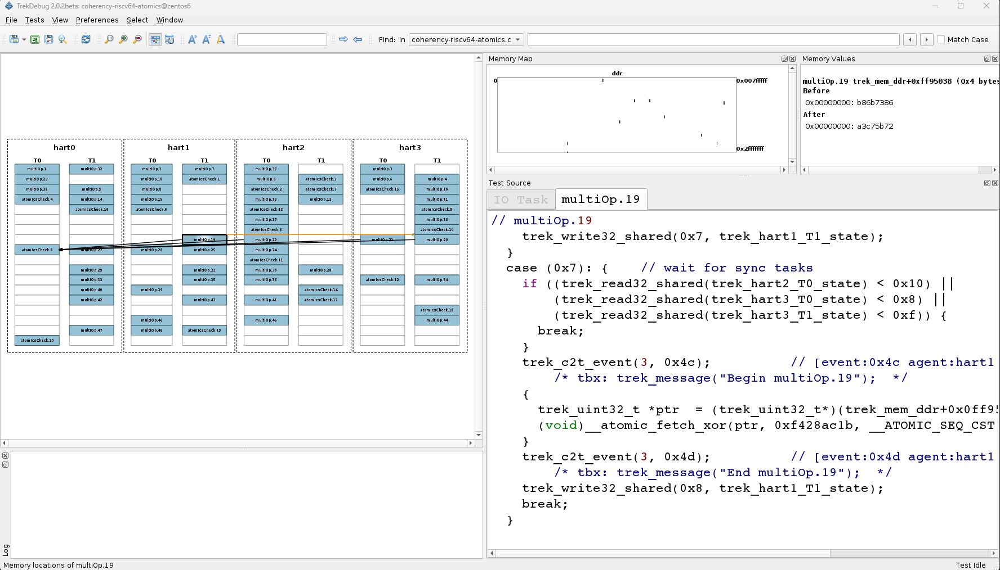 TrekDebug 2.0.2beta: coherency-riscv64-atomics@centos6
File Tests View Preferences Select Window
Find: in coherency-riscv64-atomics.c Match Case
hart0
T0 T1
multiOp.1 multiOp.32
multiOp.23
multiOp.38 multiOp.9
atomicsCheck.4 multiOp.14
atomicsCheck.16
atomicsCheck.9 multiOp.27
multiOp.29
multiOp.33
multiOp.40
multiOp.42
multiOp.47
atomicsCheck.20
hart1
T0 T1
multiOp.2 multiOp.7
multiOp.16 atomicsCheck.1
multiOp.8
multiOp.15
atomicsCheck.6
multiOp.19
multiOp.26 multiOp.25
multiOp.31
multiOp.35
multiOp.39
multiOp.43
multiOp.46
multiOp.48 atomicsCheck.19
hart2
T0 T1
multiOp.37
multiOp.5 atomicsCheck.3
atomicsCheck.2 atomicsCheck.7
multiOp.13 multiOp.12
atomicsCheck.13
multiOp.17
atomicsCheck.8
multiOp.22
multiOp.24
atomicsCheck.11
multiOp.30 multiOp.28
multiOp.36
atomicsCheck.14
multiOp.41 atomicsCheck.17
multiOp.45
hart3
T0 T1
multiOp.3
multiOp.6 multiOp.4
atomicsCheck.15 multiOp.10
multiOp.11
atomicsCheck.5
multiOp.18
atomicsCheck.10
multiOp.21 multiOp.20
atomicsCheck.12 multiOp.34
atomicsCheck.18
multiOp.44
Log
Memory locations of multiOp.19
Memory Map
ddr
0 0x007fffff
0x2fffffff
Memory Values
multiOp.19 trek_mem_ddr+0xff95038 (0x4 bytes
Before
0x00000000: b86b7386
After
0x00000000: a3c75b72
Test Source
IO Task multiOp.19
// multiOp.19
trek_write32_shared(0x7, trek_hart1_T1_state);
}
case (0x7): { // wait for sync tasks
if ((trek_read32_shared(trek_hart2_T0_state) < 0x10) ||
(trek_read32_shared(trek_hart3_T0_state) < 0x8) ||
(trek_read32_shared(trek_hart3_T1_state) < 0xf)) {
break;
}
trek_c2t_event(3, 0x4c); // [event:0x4c agent:hart1
/* tbx: trek_message("Begin multiOp.19"); */
{
trek_uint32_t *ptr = (trek_uint32_t*)(trek_mem_ddr+0x0ff95
(void)__atomic_fetch_xor(ptr, 0xf428ac1b, __ATOMIC_SEQ_CST
}
trek_c2t_event(3, 0x4d); // [event:0x4d agent:hart1
/* tbx: trek_message("End multiOp.19"); */
trek_write32_shared(0x8, trek_hart1_T1_state);
break;
}
Test Idle